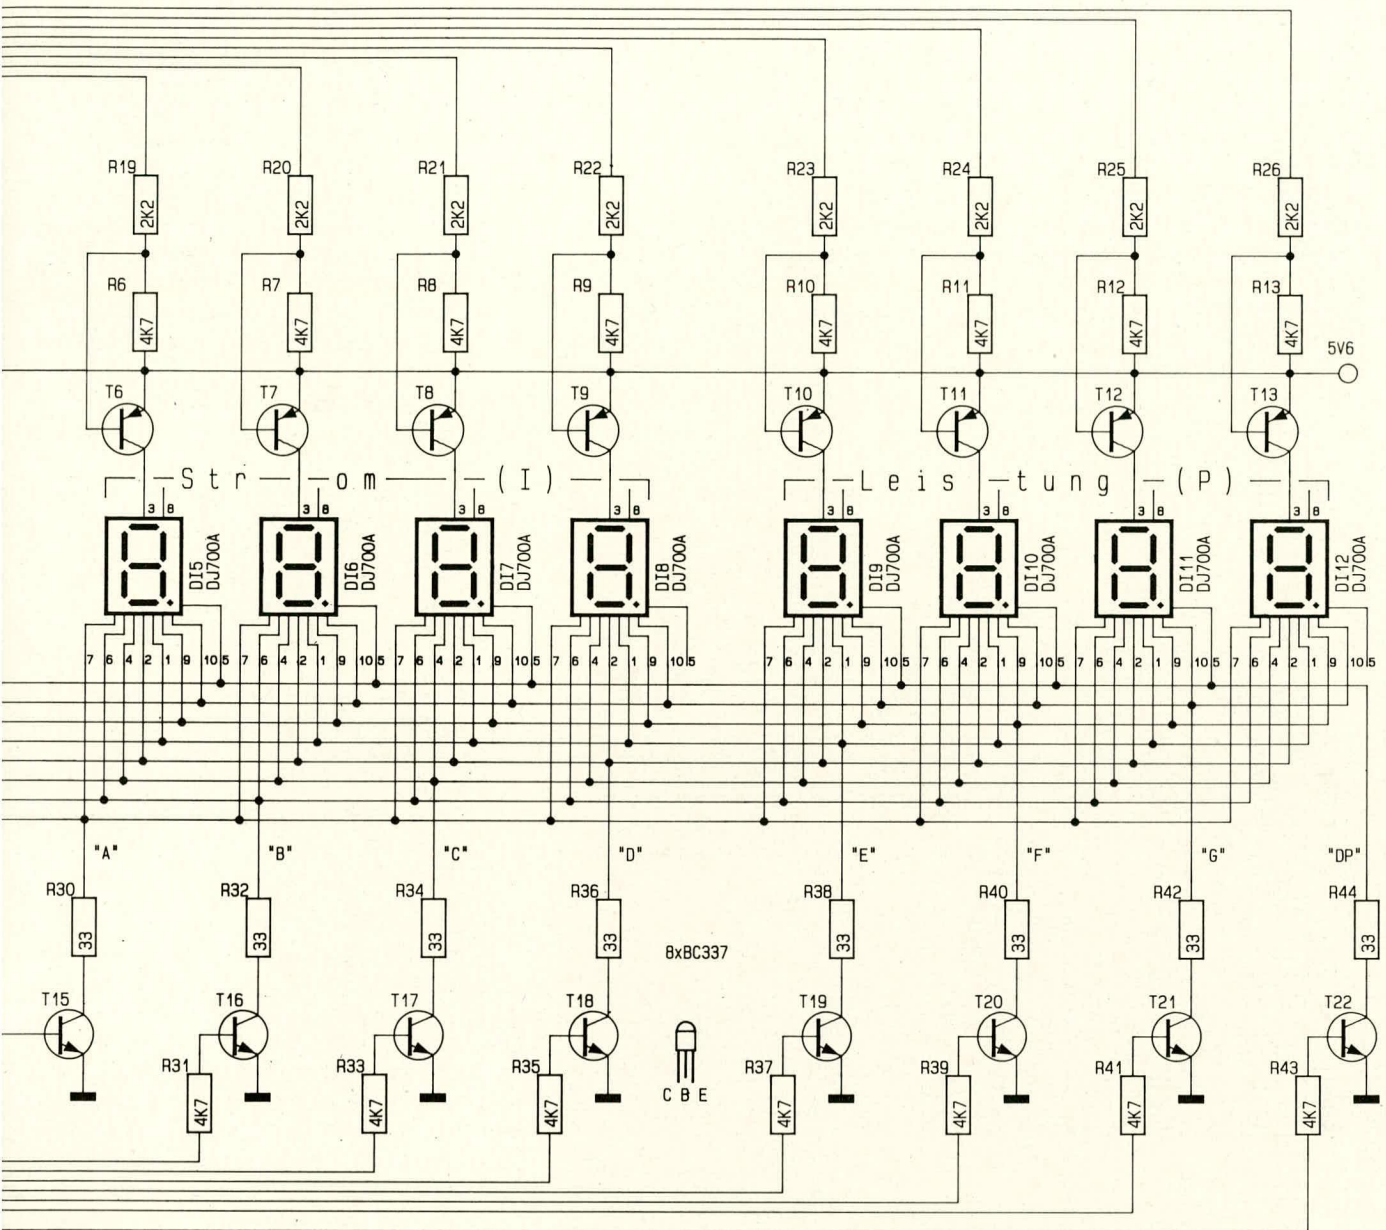 R19 R20 R21 R22 R23 R24 R25 R26
2K2 2K2 2K2 2K2 2K2 2K2 2K2 2K2
R6 R7 R8 R9 R10 R11 R12 R13
4K7 4K7 4K7 4K7 4K7 4K7 4K7 4K7
5V6
T6 T7 T8 T9 T10 T11 T12 T13
Strom (I) Leistung (P)
3 8 3 8 3 8 3 8 3 8 3 8 3 8 3 8
DI5 DI6 DI7 DI8 DI9 DI10 DI11 DI12
DJ700A DJ700A DJ700A DJ700A DJ700A DJ700A DJ700A DJ700A
7 6 4 2 1 9 10 5 7 6 4 2 1 9 10 5 7 6 4 2 1 9 10 5 7 6 4 2 1 9 10 5 7 6 4 2 1 9 10 5 7 6 4 2 1 9 10 5 7 6 4 2 1 9 10 5 7 6 4 2 1 9 10 5
"A" "B" "C" "D" "E" "F" "G" "DP"
R30 R32 R34 R36 R38 R40 R42 R44
33 33 33 33 33 33 33 33
8xBC337
T15 T16 T17 T18 T19 T20 T21 T22
R31 R33 R35 R37 R39 R41 R43
C B E
4K7 4K7 4K7 4K7 4K7 4K7 4K7